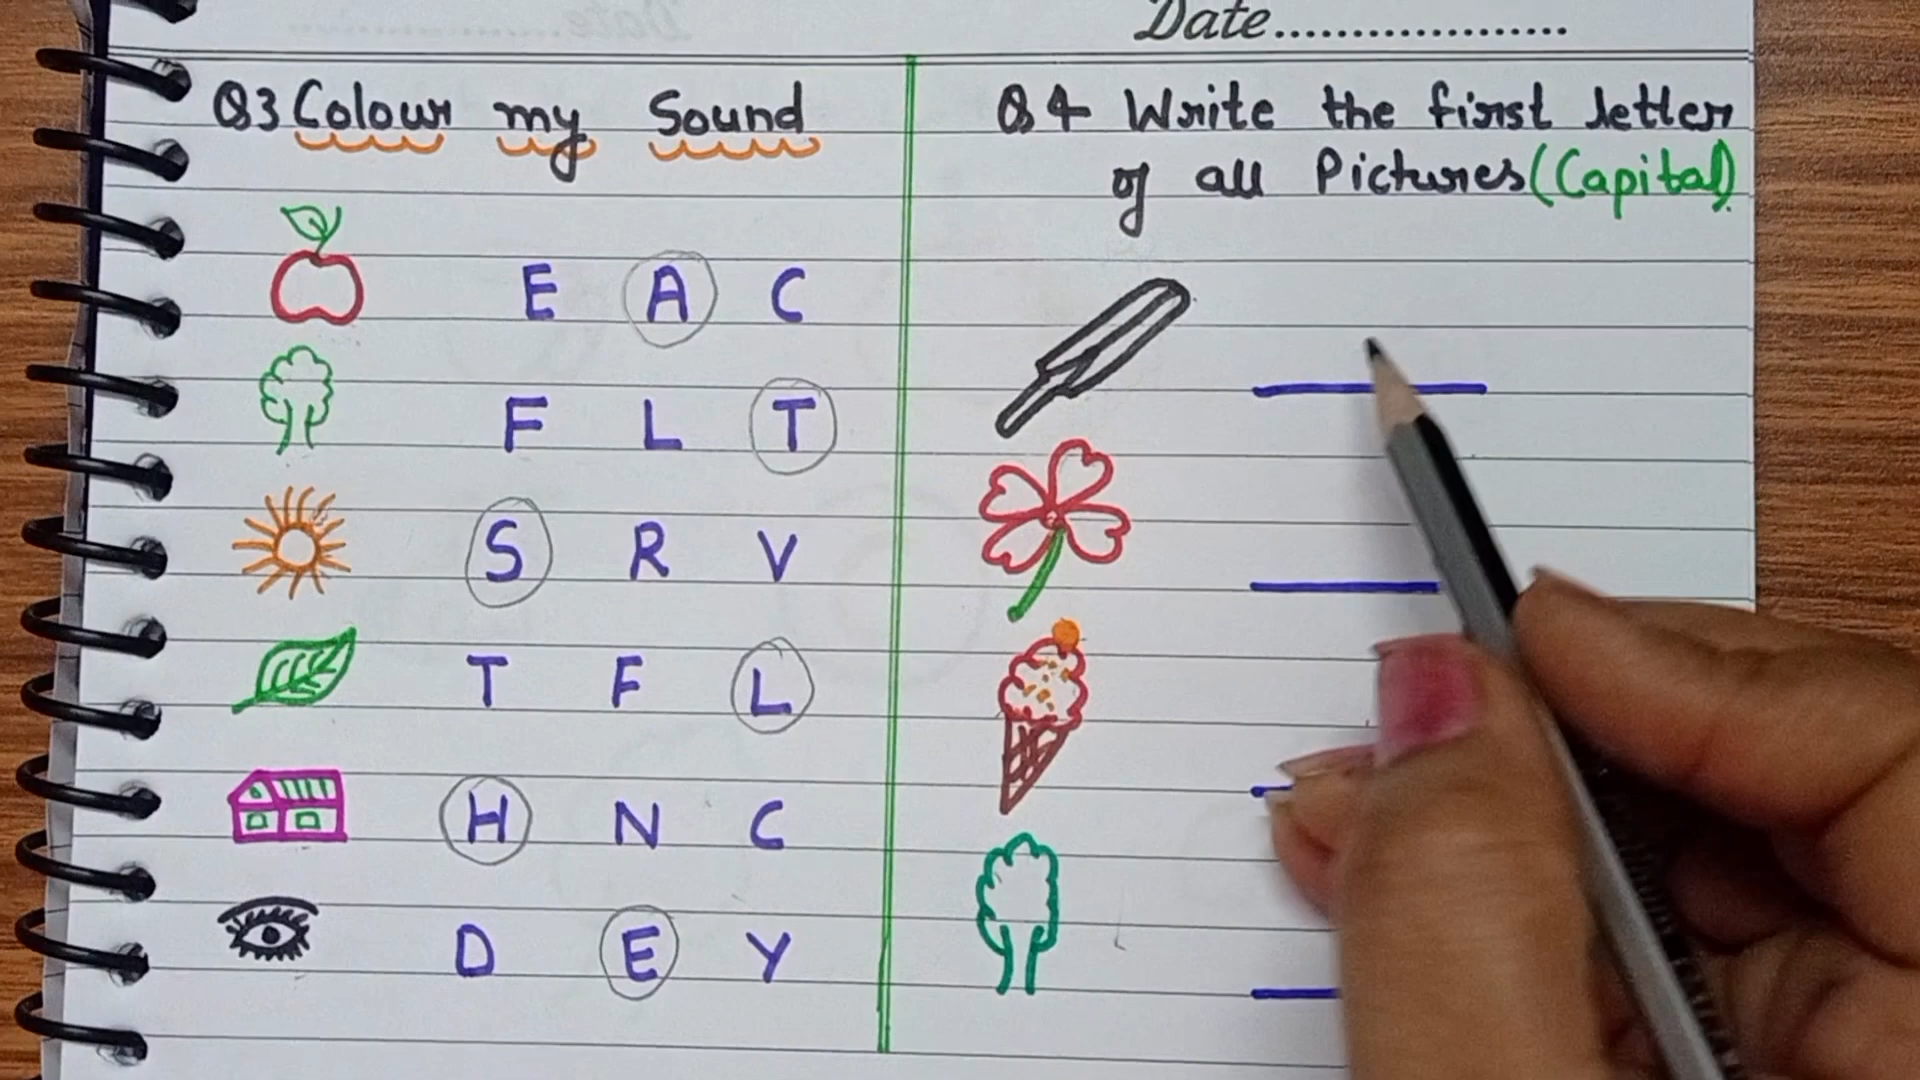 Date...................
Q3 Colour my Sound
E A C
F L T
S R V
T F L
H N C
D E Y
Q4 Write the first letter
of all Pictures (Capital)